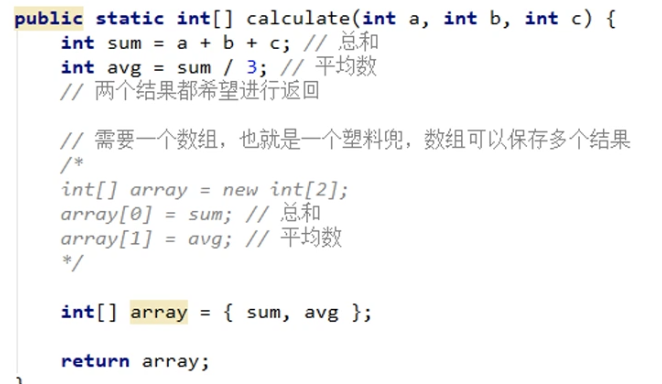 public static int[] calculate(int a, int b, int c) {
int sum = a + b + c; // 总和
int avg = sum / 3; // 平均数
// 两个结果都希望进行返回
// 需要一个数组，也就是一个塑料兜，数组可以保存多个结果
/*
int[] array = new int[2];
array[0] = sum; // 总和
array[1] = avg; // 平均数
*/
int[] array = { sum, avg };
return array;
}